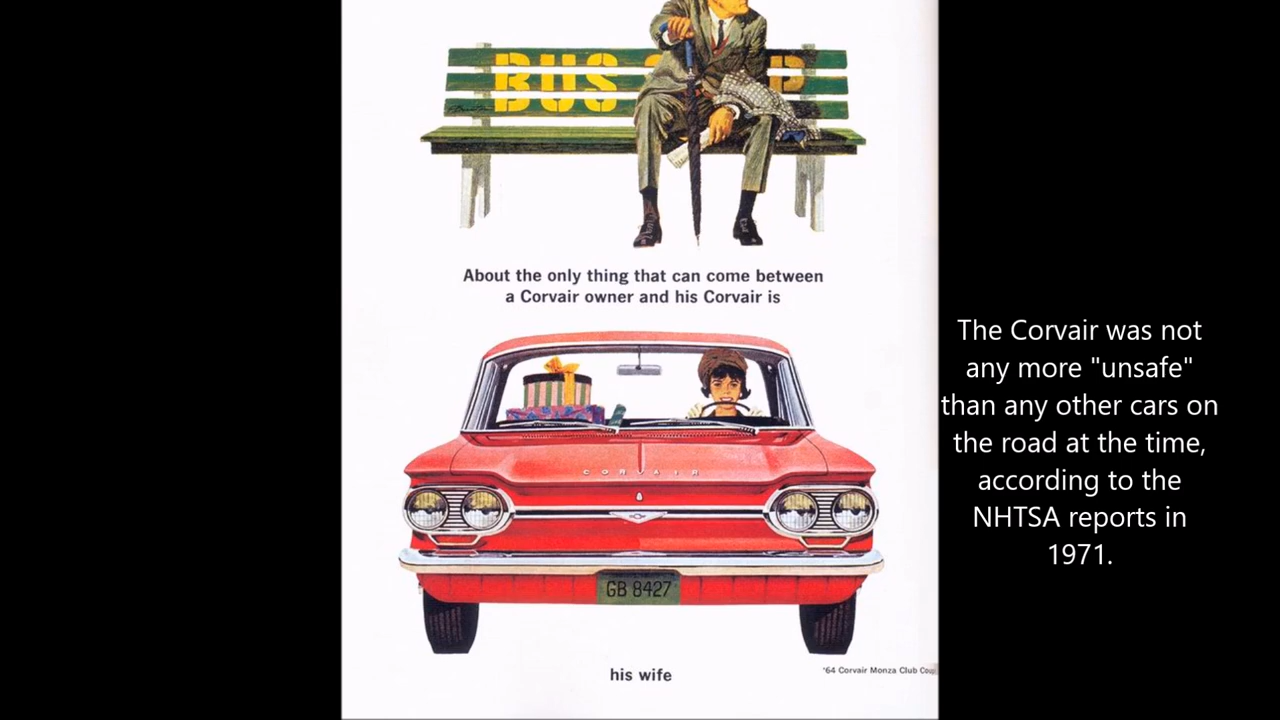 BUS
About the only thing that can come between
a Corvair owner and his Corvair is
CORVAIR
GB 8427
his wife
'64 Corvair Monza Club Coup
The Corvair was not
any more "unsafe"
than any other cars on
the road at the time,
according to the
NHTSA reports in
1971.